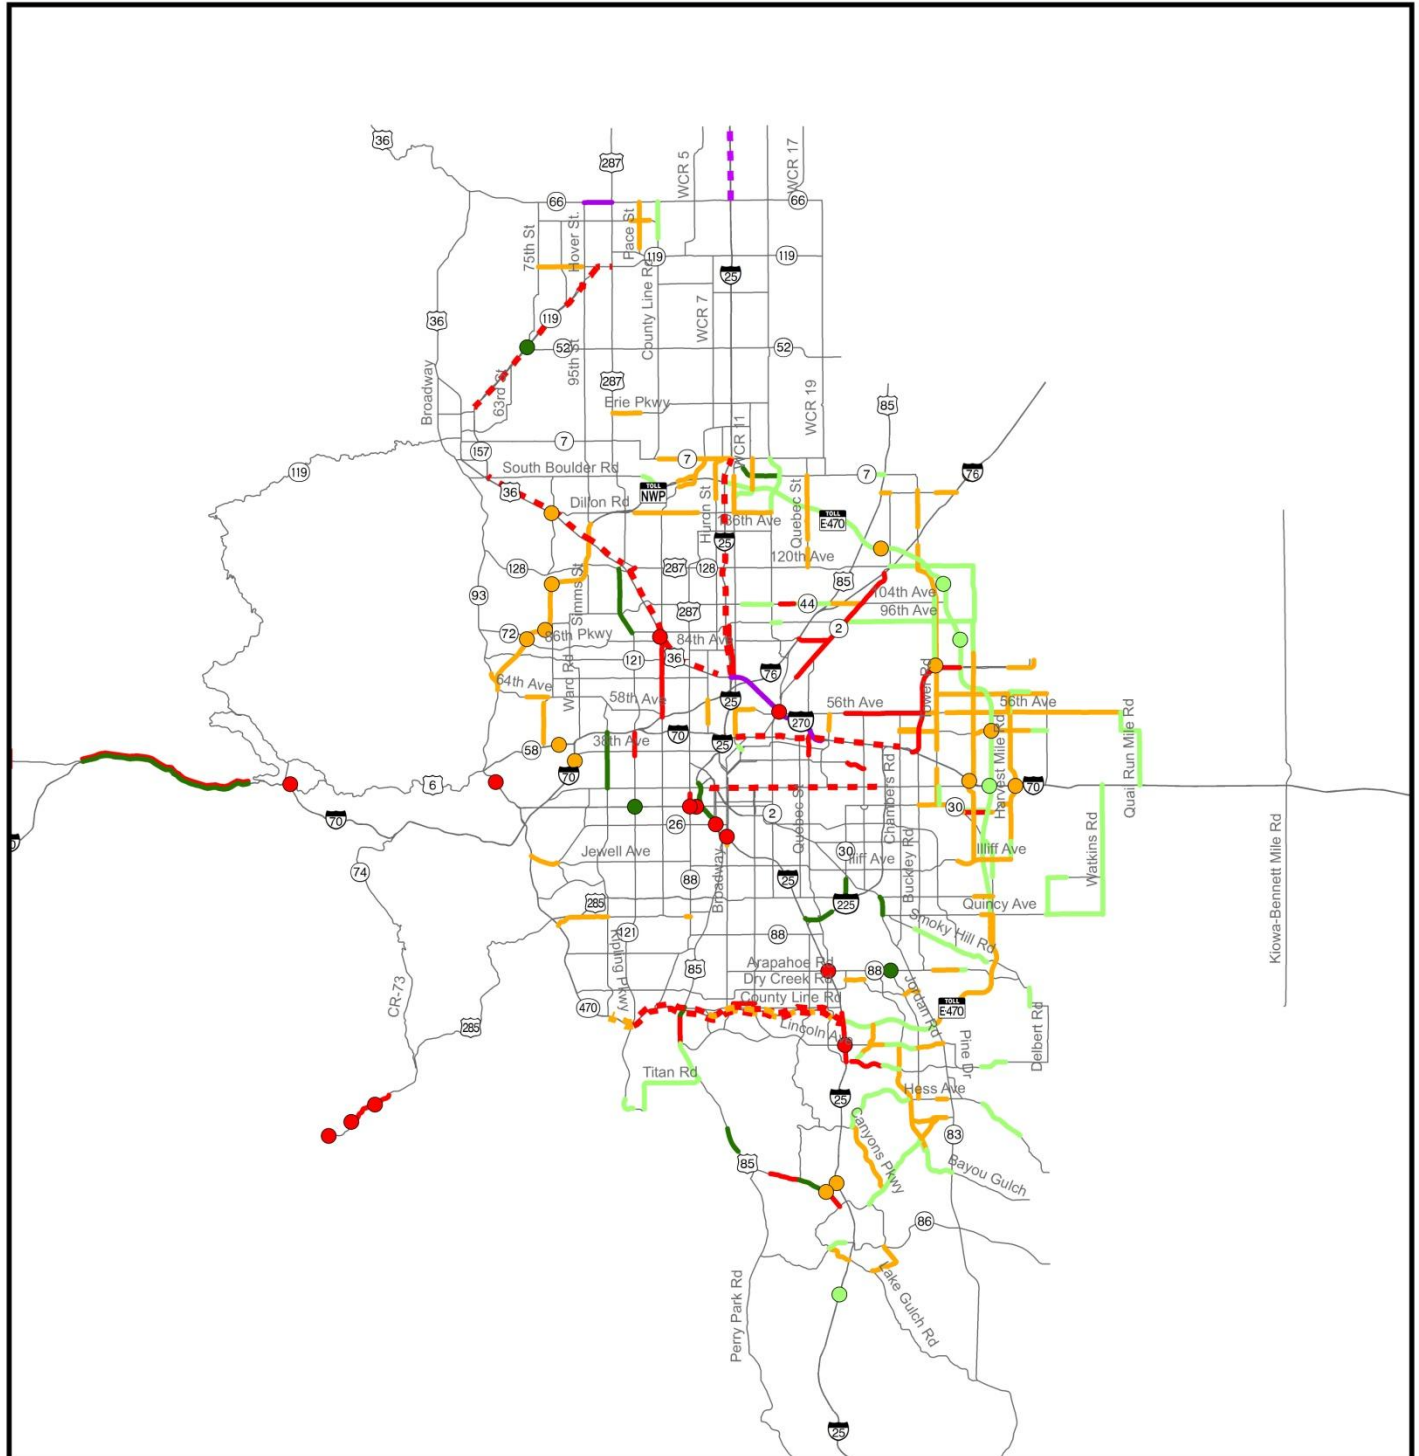 36
287
WCR 5
WCR 17
66
66
75th St
Hover St.
Pace St
119
119
County Line Rd
25
WCR 7
36
119
52
95th St
52
Broadway
63rd St
287
Erie Pkwy
WCR 19
85
WCR 11
157
7
7
7
76
119
South Boulder Rd
36
TOLL
NWP
Dillon Rd
Huron St
136th Ave
Quebec St
TOLL
E-470
25
120th Ave
128
287
128
85
93
Simms St
104th Ave
287
44
96th Ave
72
86th Pkwy
84th Ave
2
121
36
76
64th Ave
Ward Rd
58th Ave
25
56th Ave
Tower Rd
56th Ave
270
58
38th Ave
70
25
Quail Run Mile Rd
Harvest Mile Rd
70
Chambers Rd
6
70
70
26
2
Quebec St
30
Jewell Ave
30
Iliff Ave
Iliff Ave
Watkins Rd
Kiowa-Bennett Mile Rd
74
88
Broadway
25
Buckley Rd
285
225
Quincy Ave
121
88
Smoky Hill Rd
Kipling Pkwy
85
Arapahoe Rd
88
Dry Creek Rd
CR-73
470
County Line Rd
Jordan Rd
TOLL
E-470
285
Lincoln Ave
Pine Dr
Delbert Rd
Titan Rd
Hess Ave
25
Canyons Pkwy
83
85
Bayou Gulch
86
Perry Park Rd
Lake Gulch Rd
25